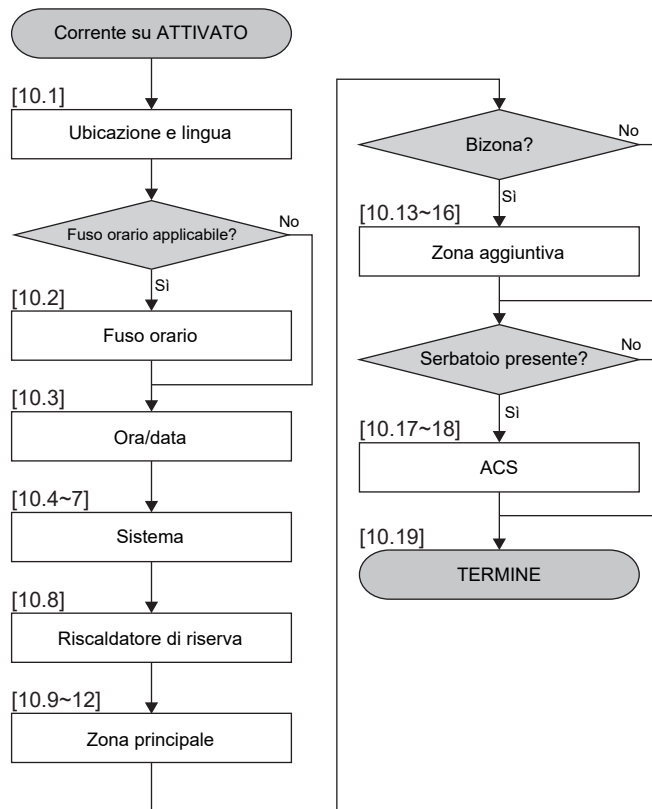 Corrente su ATTIVATO
[10.1]
Ubicazione e lingua
Fuso orario applicabile?
No
Sì
[10.2]
Fuso orario
[10.3]
Ora/data
[10.4~7]
Sistema
[10.8]
Riscaldatore di riserva
[10.9~12]
Zona principale
Bizona?
No
Sì
[10.13~16]
Zona aggiuntiva
Serbatoio presente?
No
Sì
[10.17~18]
ACS
[10.19]
TERMINE